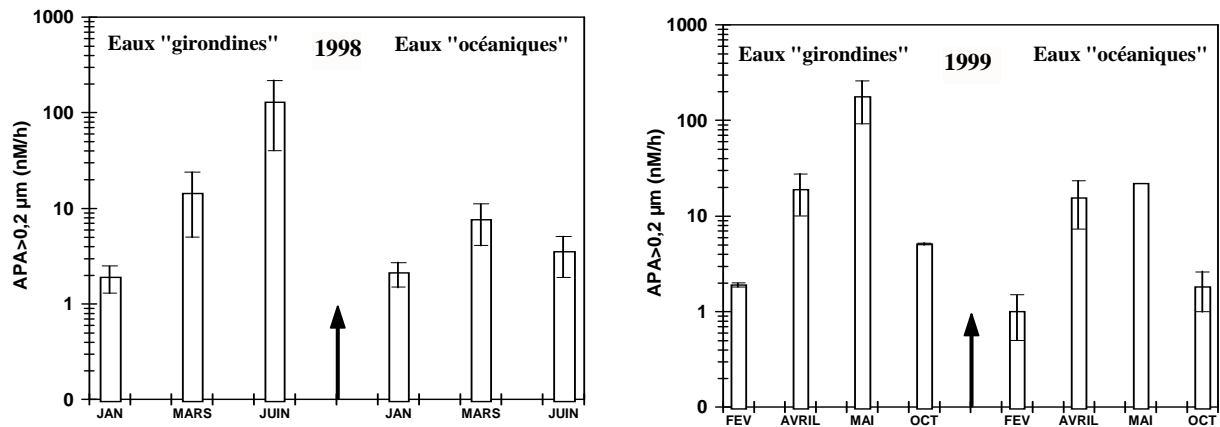 1000
100
10
1
0
APA>0,2 µm (nM/h)
Eaux "girondines"
1998
Eaux "océaniques"
JAN
MARS
JUIN
JAN
MARS
JUIN
1000
100
10
1
0
APA>0,2 µm (nM/h)
Eaux "girondines"
1999
Eaux "océaniques"
FEV
AVRIL
MAI
OCT
FEV
AVRIL
MAI
OCT